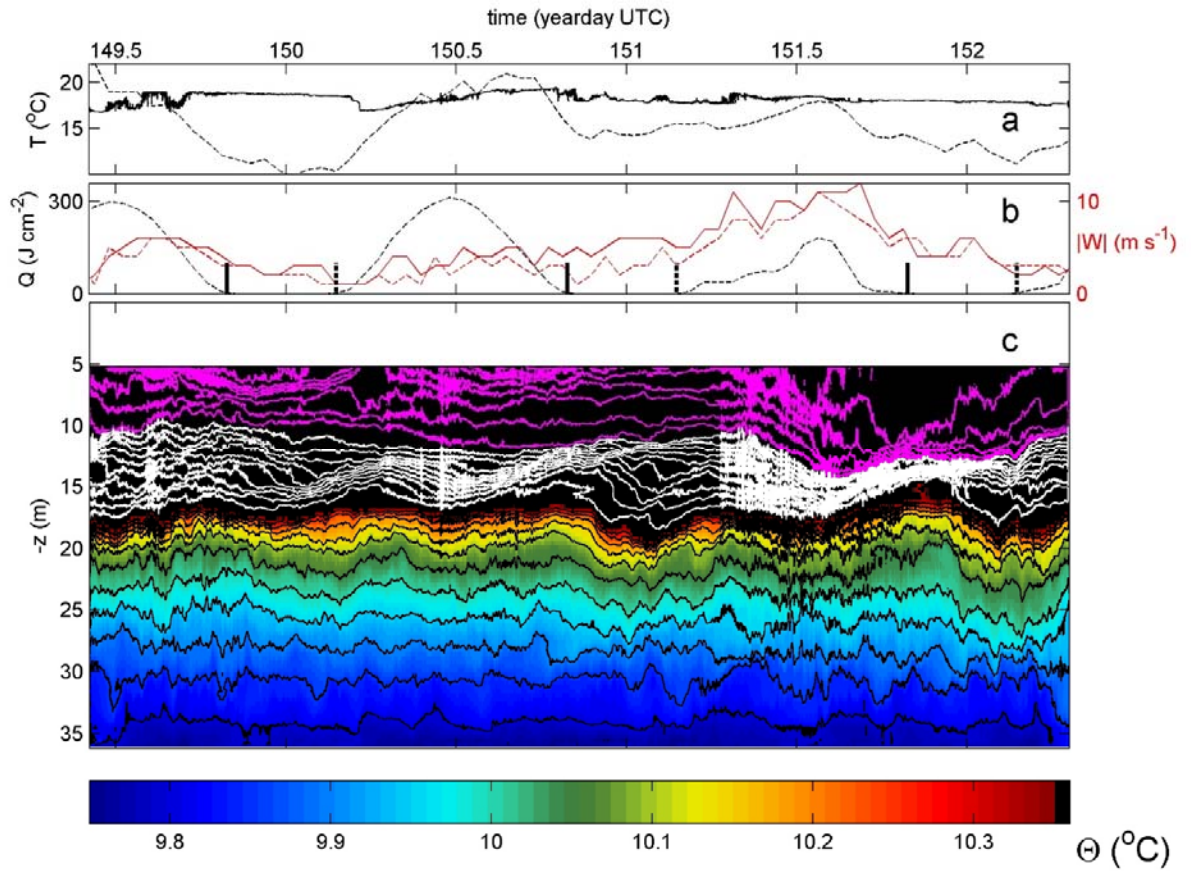 time (yearday UTC)
149.5 150 150.5 151 151.5 152
20
15
T (°C)
a
300
0
Q (J cm⁻²)
b
10
0
|W| (m s⁻¹)
c
5
10
15
20
25
30
35
-z (m)
9.8 9.9 10 10.1 10.2 10.3
Θ (°C)